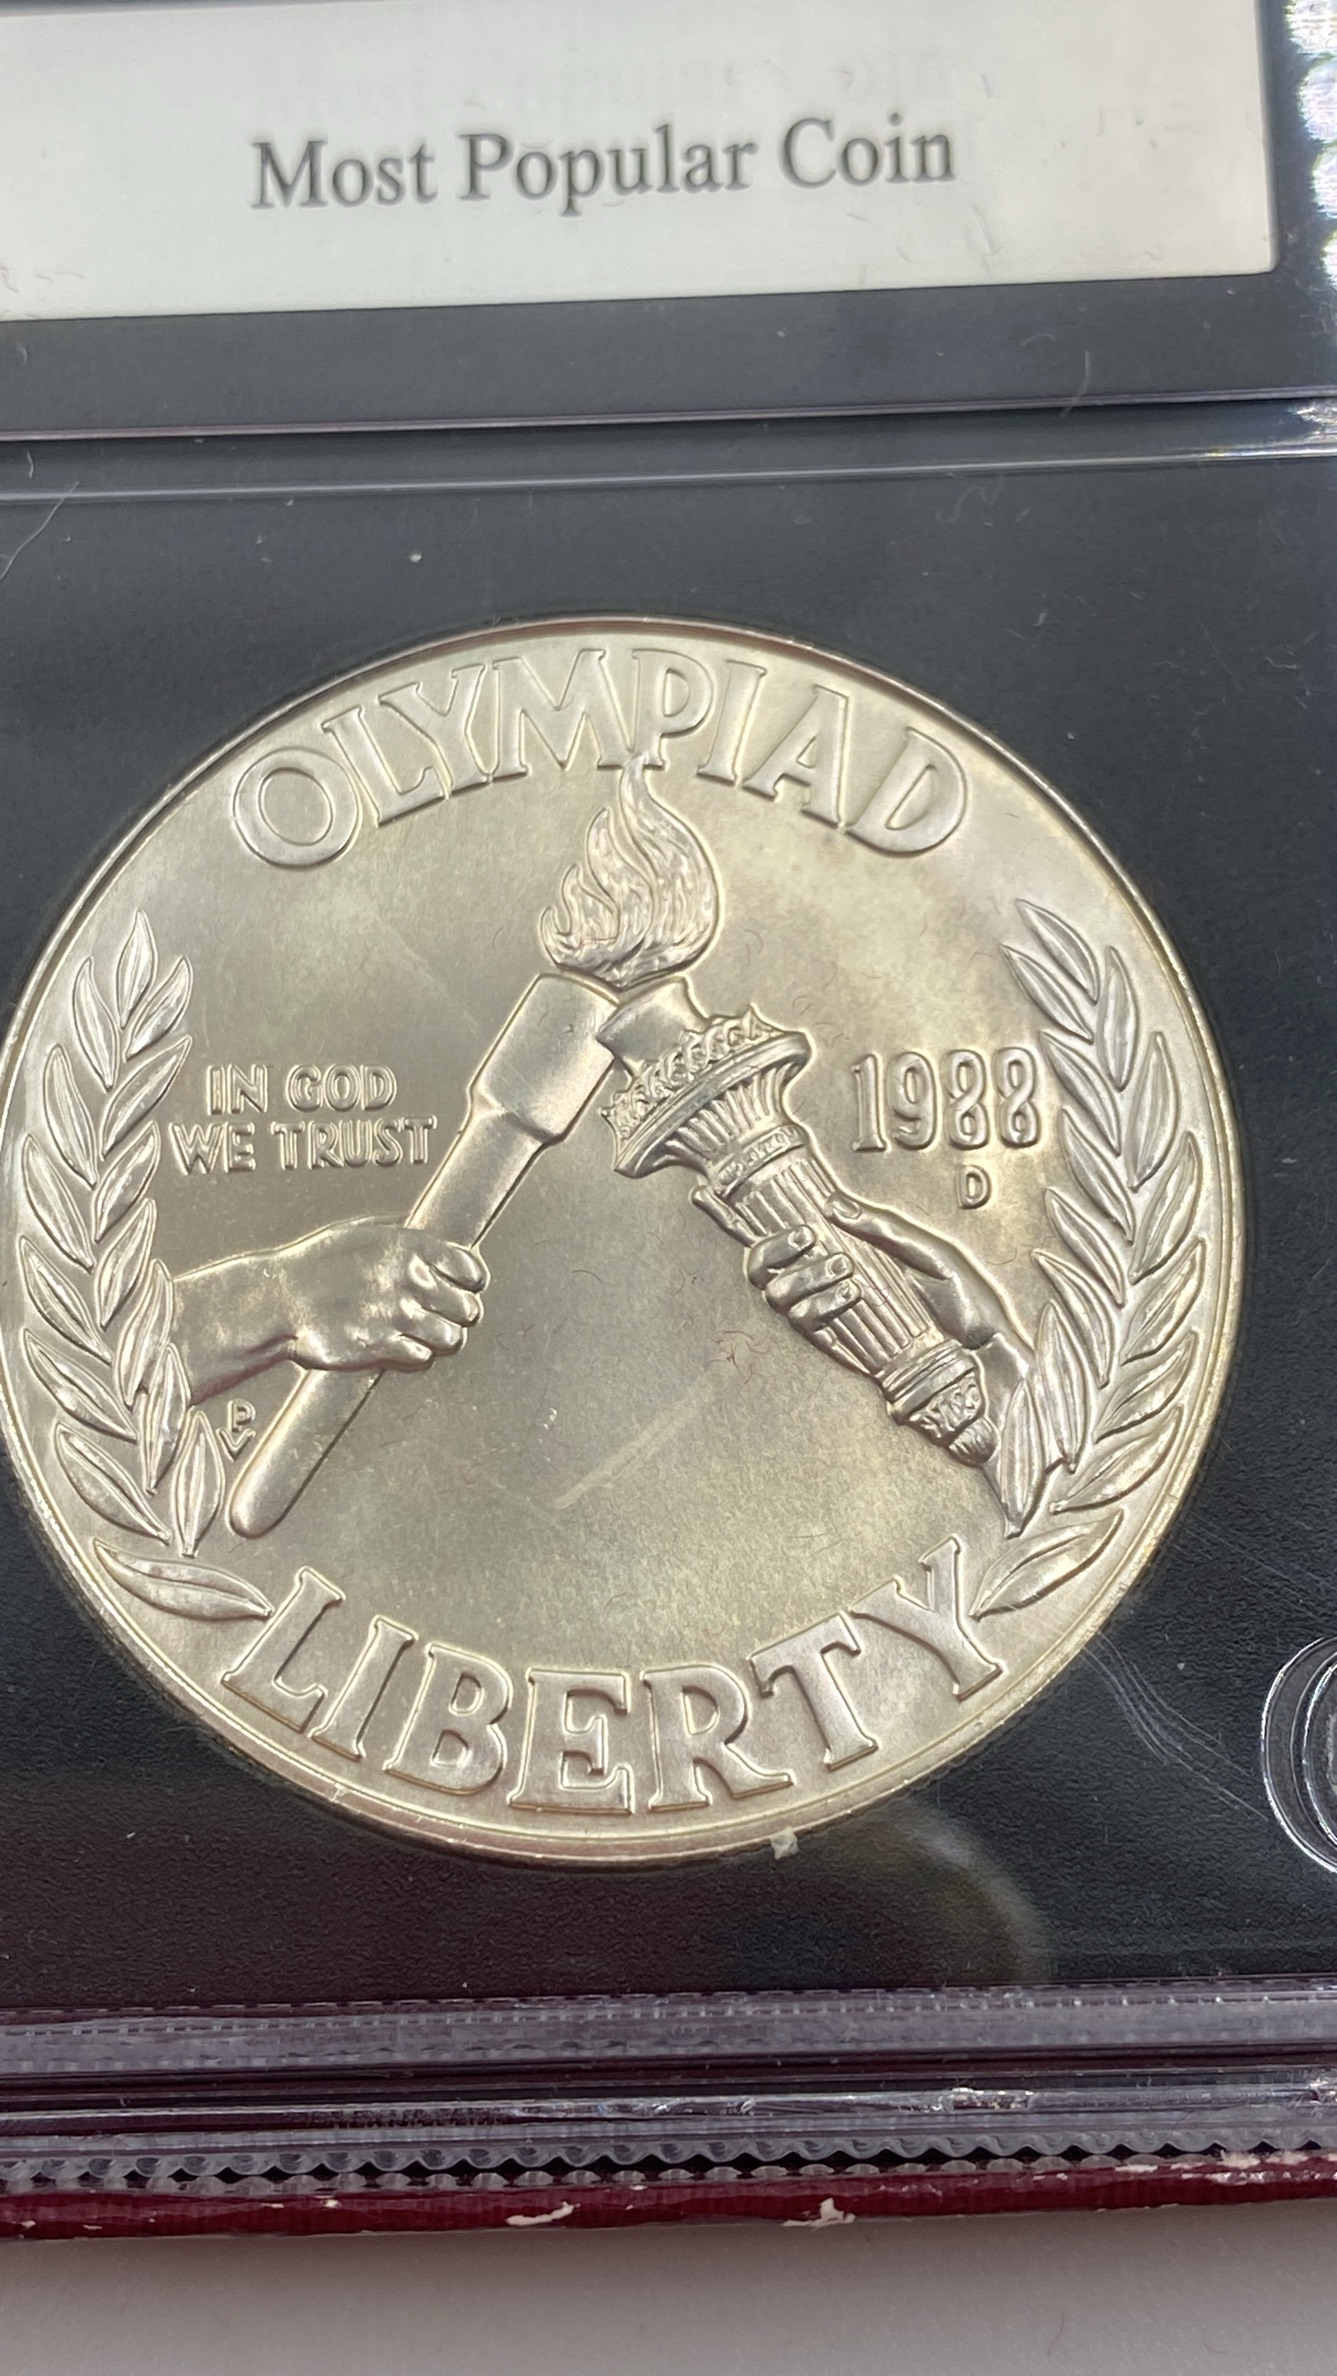 Most Popular Coin
OLYMPIAD
IN GOD
WE TRUST
1988
D
LIBERTY